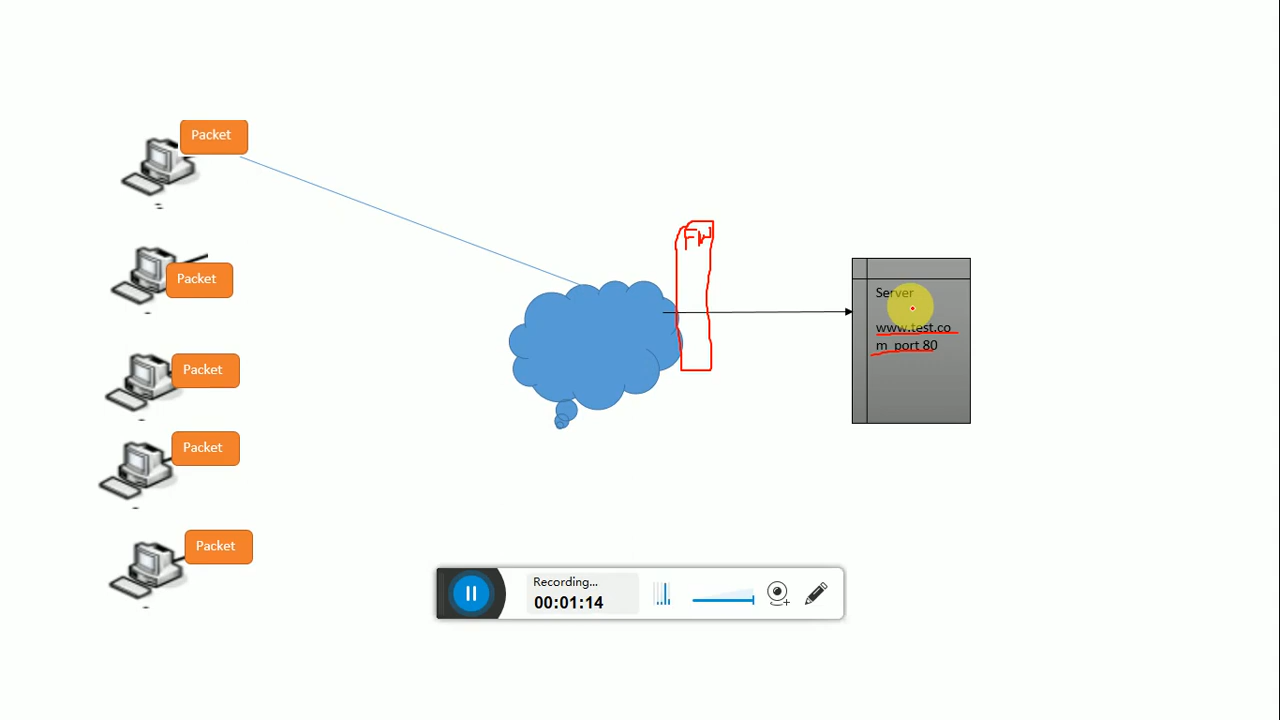 Packet
FW
Packet
Server
www.test.co
m port 80
Packet
Packet
Packet
Recording...
00:01:14